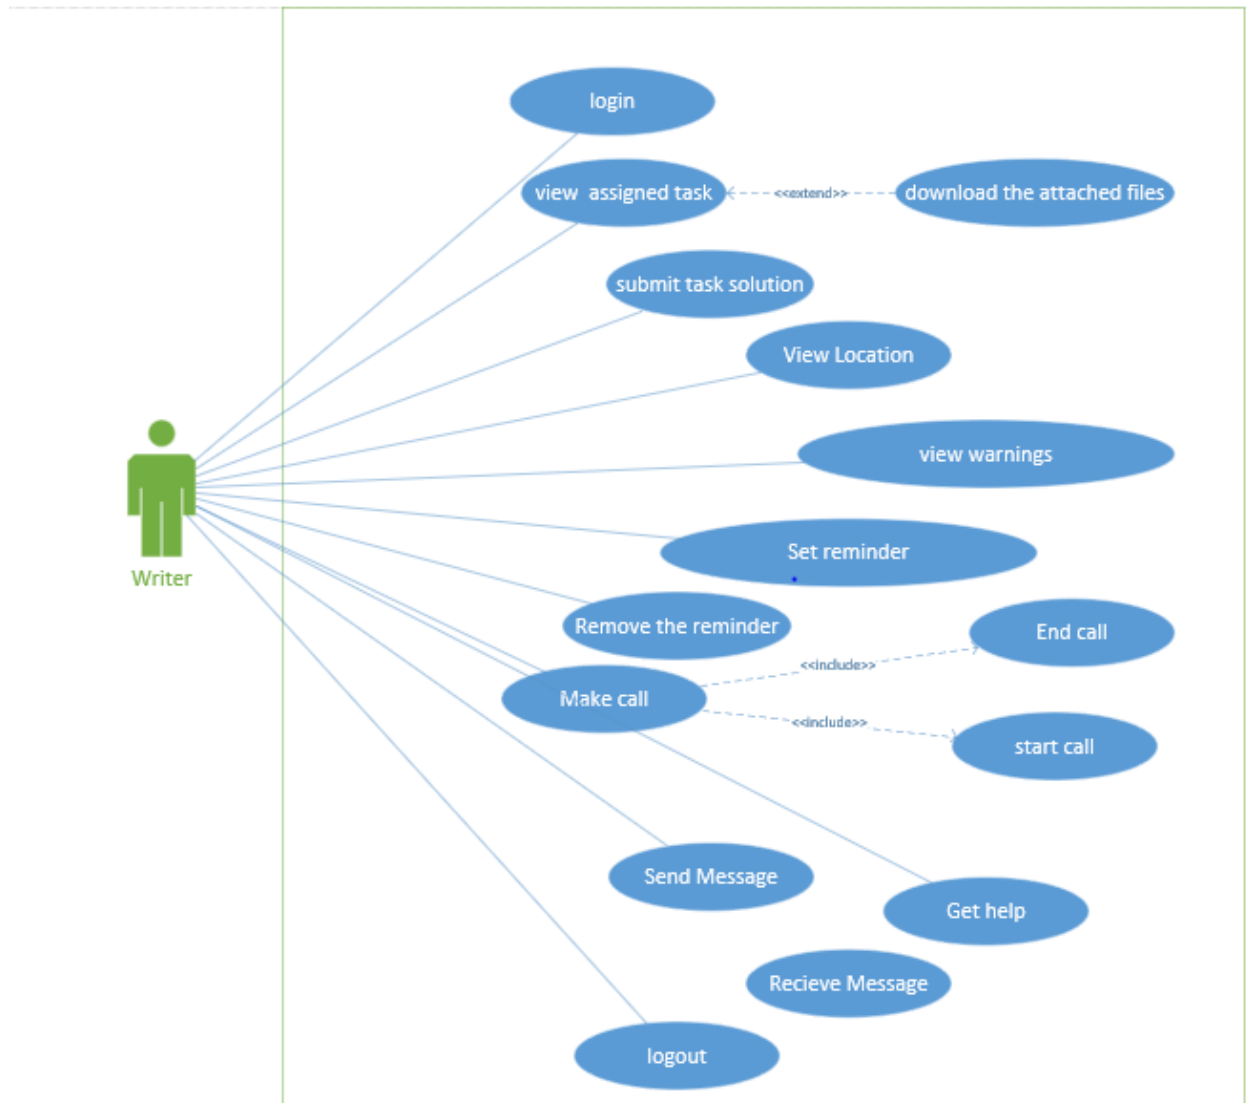 login
view  assigned task
<<extend>>
download the attached files
submit task solution
View Location
view warnings
Set reminder
Writer
Remove the reminder
End call
<<include>>
Make call
<<include>>
start call
Send Message
Get help
Recieve Message
logout